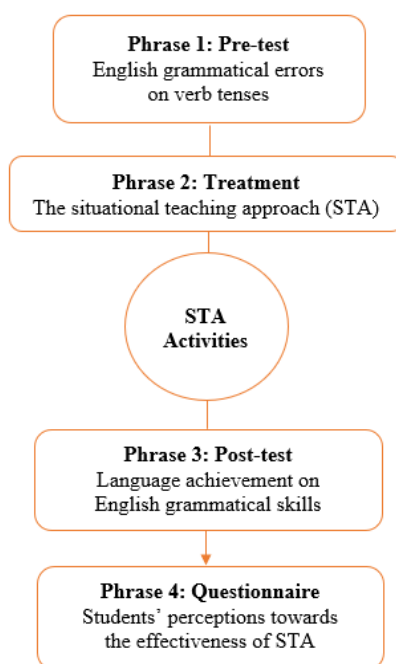 Phrase 1: Pre-test
English grammatical errors
on verb tenses
Phrase 2: Treatment
The situational teaching approach (STA)
STA
Activities
Phrase 3: Post-test
Language achievement on
English grammatical skills
Phrase 4: Questionnaire
Students’ perceptions towards
the effectiveness of STA